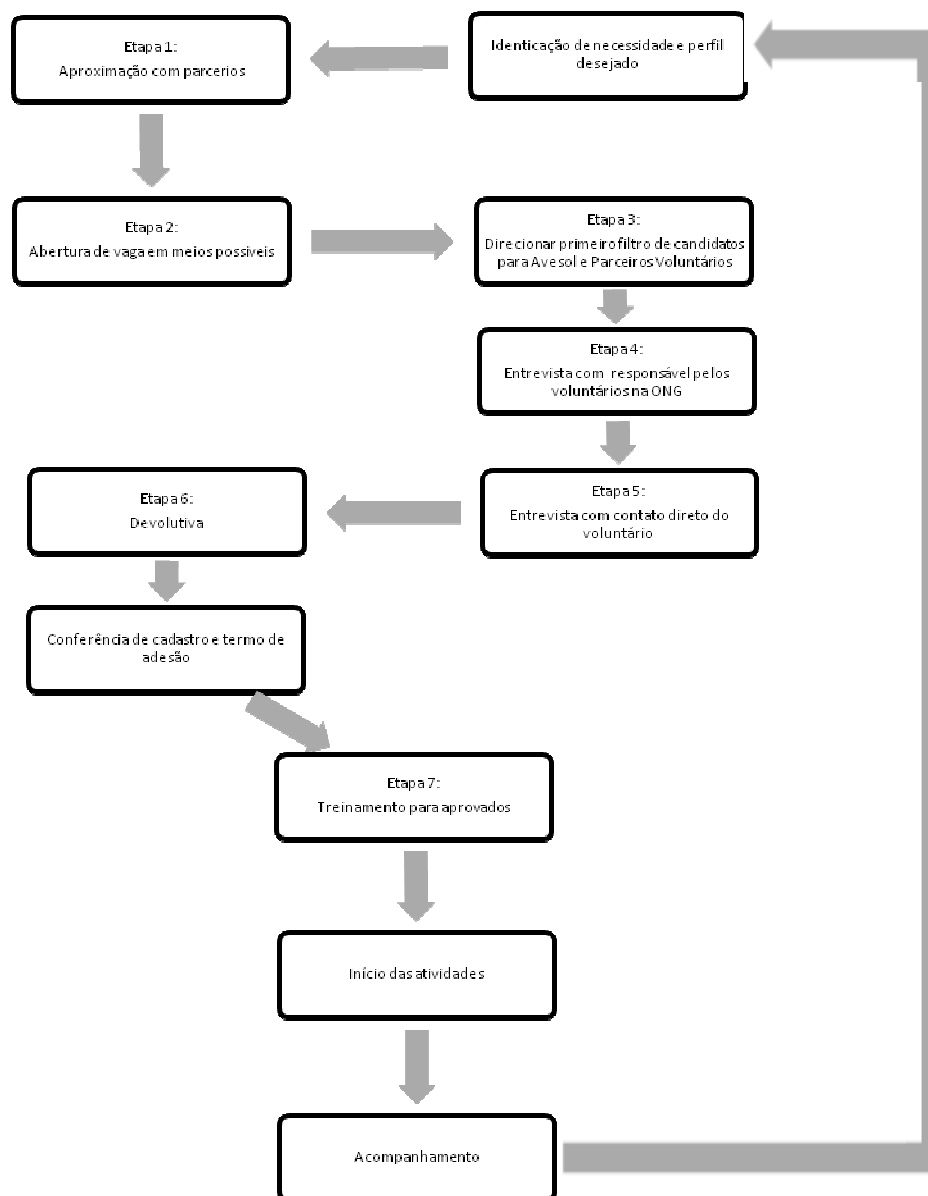 Identicação de necessidade e perfil
desejado
Etapa 1:
Aproximação com parcerios
Etapa 2:
Abertura de vaga em meios possiveis
Etapa 3:
Direcionar primeiro filtro de candidatos
para Avesol e Parceiros Voluntários
Etapa 4:
Entrevista com responsável pelos
voluntários na ONG
Etapa 5:
Entrevista com contato direto do
voluntário
Etapa 6:
Devolutiva
Conferência de cadastro e termo de
adesão
Etapa 7:
Treinamento para aprovados
Início das atividades
Acompanhamento